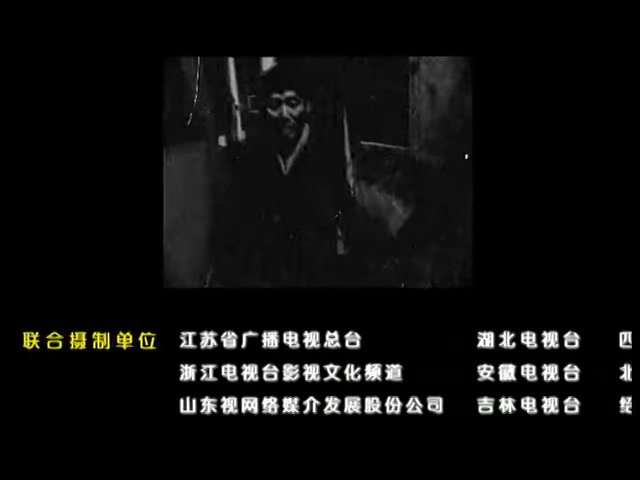 联合摄制单位 江苏省广播电视总台 湖北电视台 四
浙江电视台影视文化频道 安徽电视台 北
山东视网络媒介发展股份公司 吉林电视台